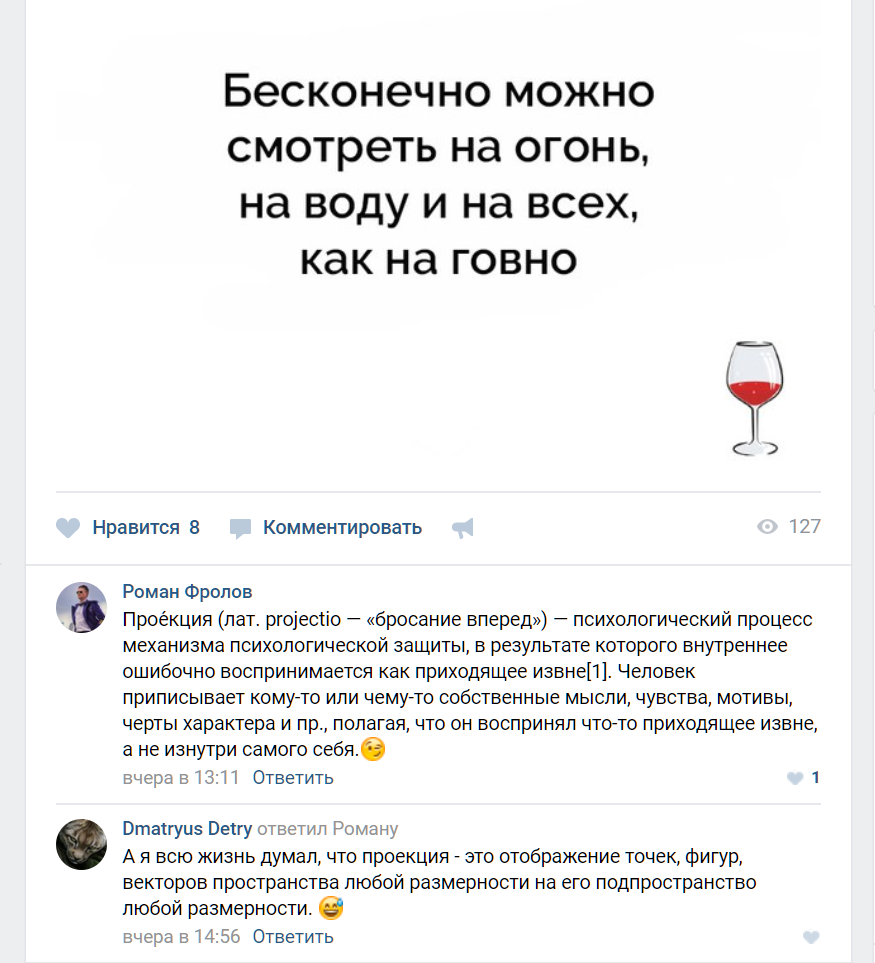 Бесконечно можно
смотреть на огонь,
на воду и на всех,
как на говно
Нравится 8 Комментировать 127
Роман Фролов
Прое́кция (лат. projectio — «бросание вперед») — психологический процесс
механизма психологической защиты, в результате которого внутреннее
ошибочно воспринимается как приходящее извне[1]. Человек
приписывает кому-то или чему-то собственные мысли, чувства, мотивы,
черты характера и пр., полагая, что он воспринял что-то приходящее извне,
а не изнутри самого себя.😉
вчера в 13:11 Ответить 1
Dmatryus Detry ответил Роману
А я всю жизнь думал, что проекция - это отображение точек, фигур,
векторов пространства любой размерности на его подпространство
любой размерности. 😅
вчера в 14:56 Ответить